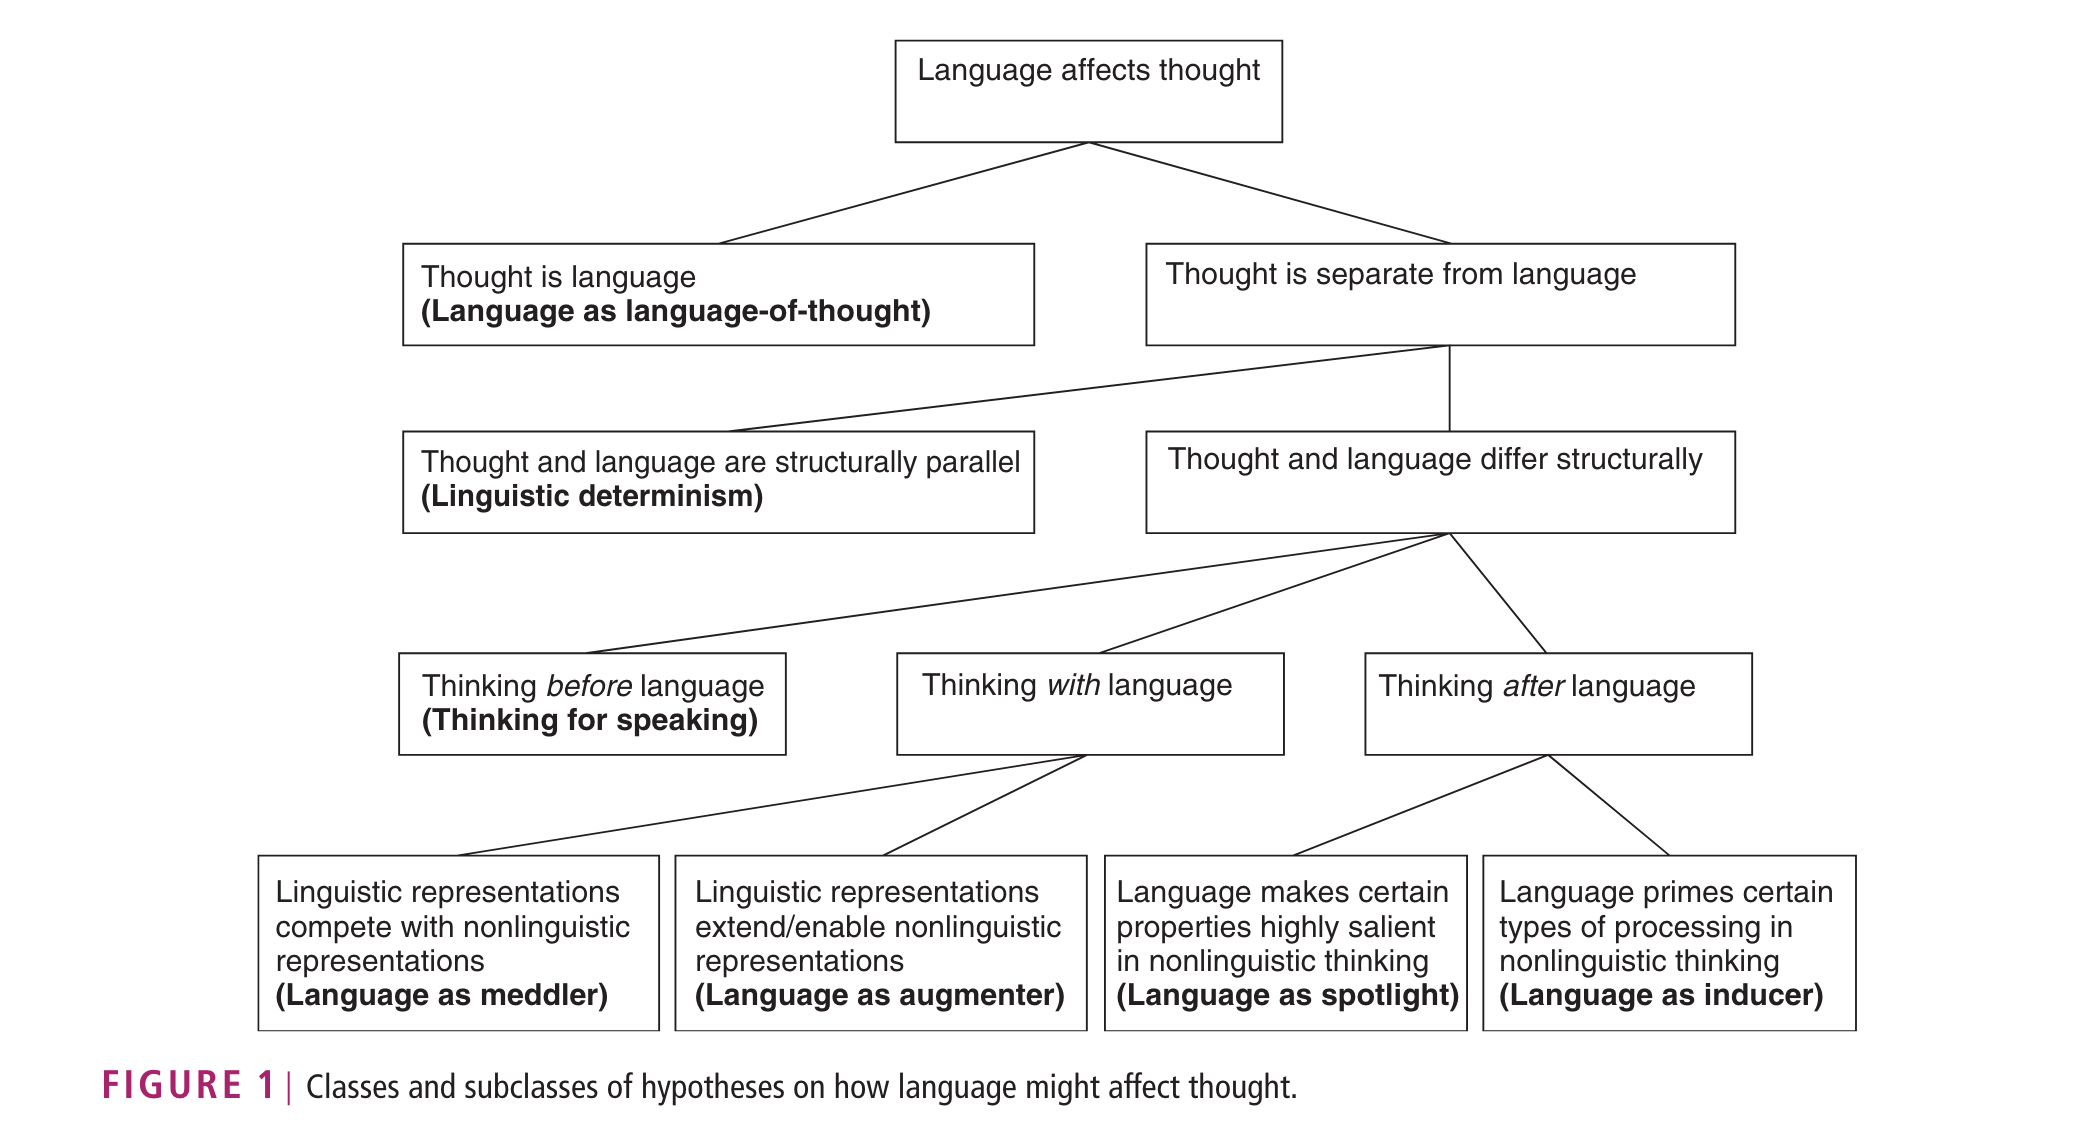 Language affects thought
Thought is language
(Language as language-of-thought)
Thought is separate from language
Thought and language are structurally parallel
(Linguistic determinism)
Thought and language differ structurally
Thinking before language
(Thinking for speaking)
Thinking with language
Thinking after language
Linguistic representations
compete with nonlinguistic
representations
(Language as meddler)
Linguistic representations
extend/enable nonlinguistic
representations
(Language as augmenter)
Language makes certain
properties highly salient
in nonlinguistic thinking
(Language as spotlight)
Language primes certain
types of processing in
nonlinguistic thinking
(Language as inducer)
FIGURE 1 | Classes and subclasses of hypotheses on how language might affect thought.